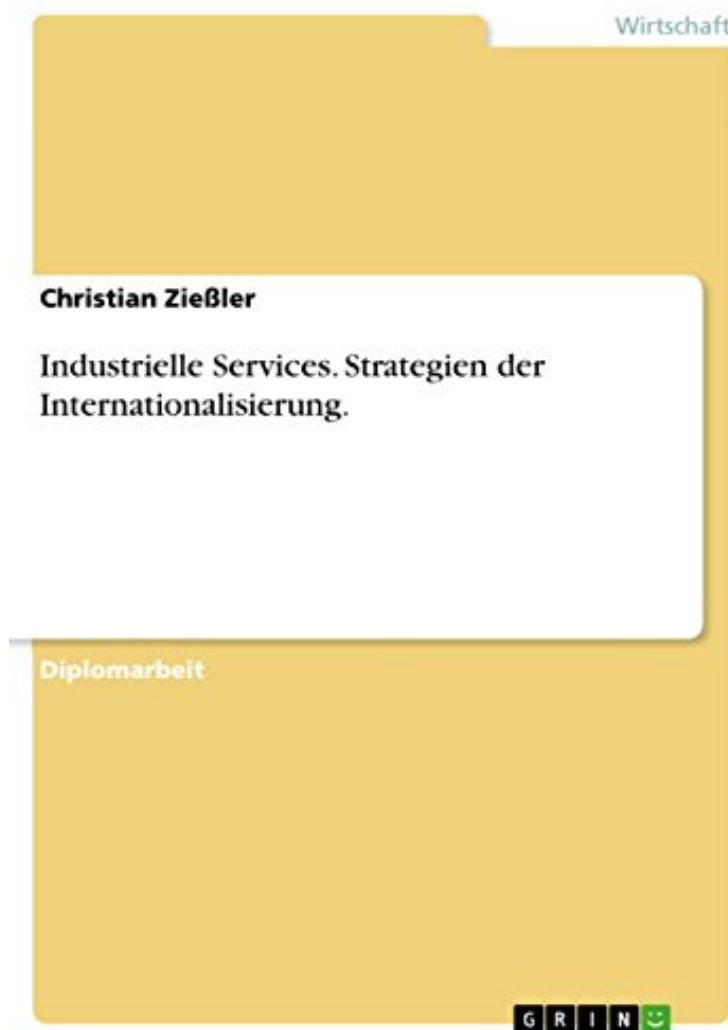 Wirtschaft
Christian Zießler
Industrielle Services. Strategien der
Internationalisierung.
Diplomarbeit
GRIN